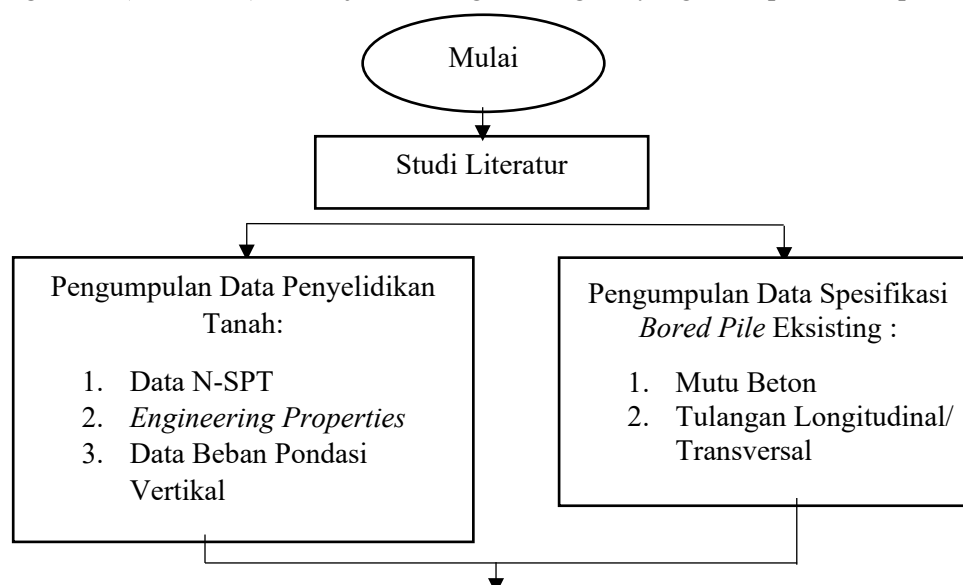 Mulai
Studi Literatur
Pengumpulan Data Penyelidikan
Tanah:
1. Data N-SPT
2. Engineering Properties
3. Data Beban Pondasi
Vertikal
Pengumpulan Data Spesifikasi
Bored Pile Eksisting :
1. Mutu Beton
2. Tulangan Longitudinal/
Transversal